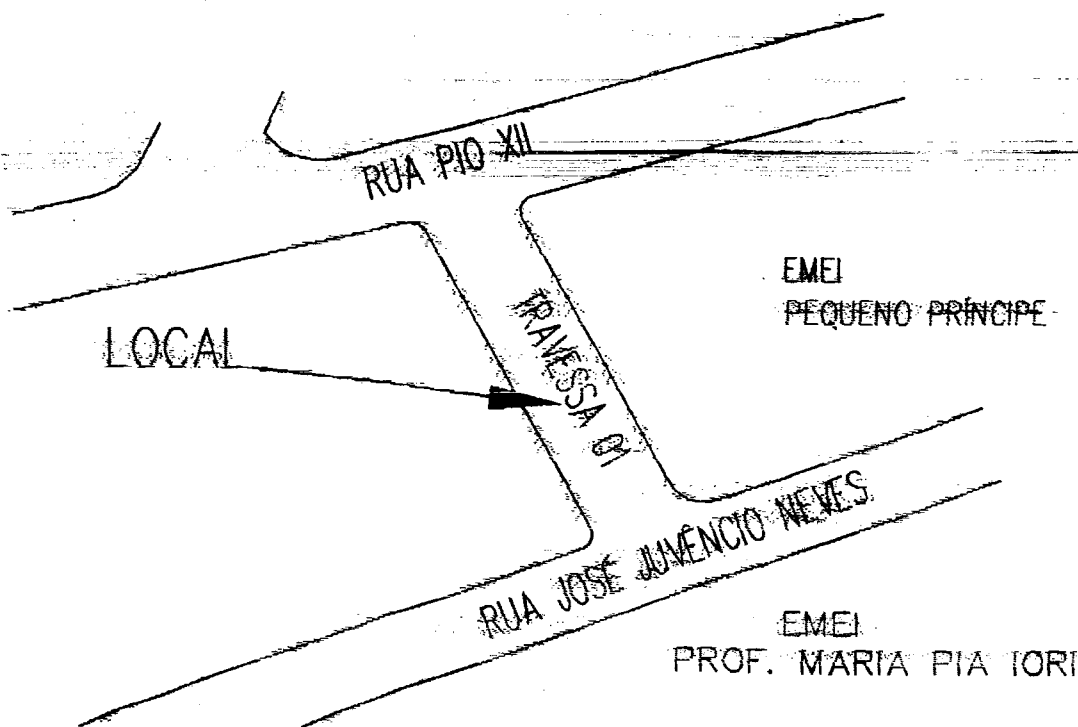 RUA PIO XII
EMEI
PEQUENO PRÍNCIPE
LOCAL
TRAVESSA 01
RUA JOSÉ JUVÊNCIO NEVES
EMEI
PROF. MARIA PIA IORI